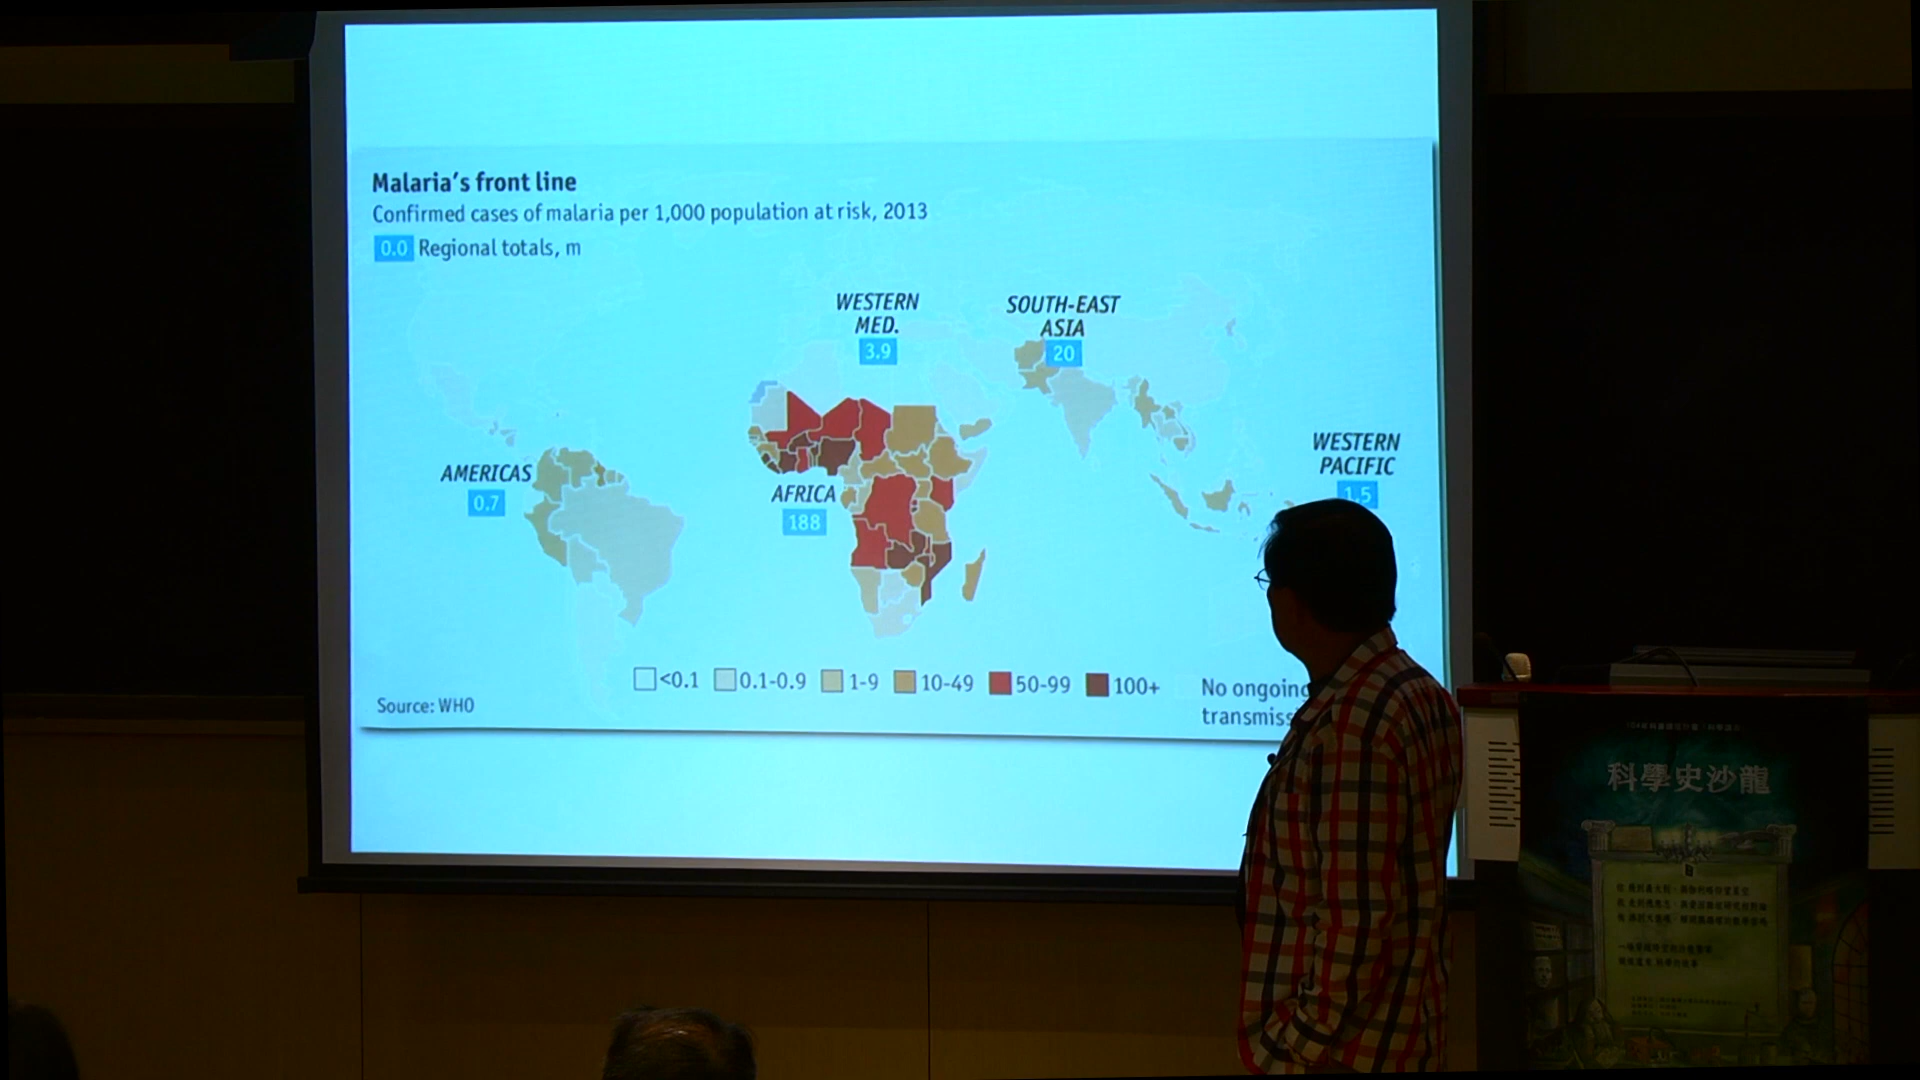 Malaria's front line
Confirmed cases of malaria per 1,000 population at risk, 2013
0.0 Regional totals, m
WESTERN
MED.
3.9
SOUTH-EAST
ASIA
20
WESTERN
PACIFIC
1.5
AMERICAS
0.7
AFRICA
188
<0.1 0.1-0.9 1-9 10-49 50-99 100+
No ongoing
transmiss
Source: WHO
科學史沙龍